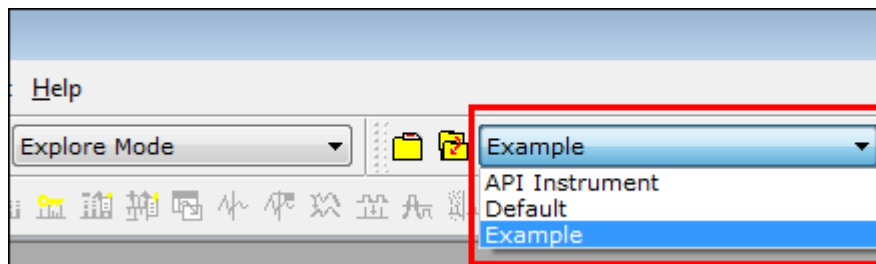 Help
Explore Mode
Example
API Instrument
Default
Example